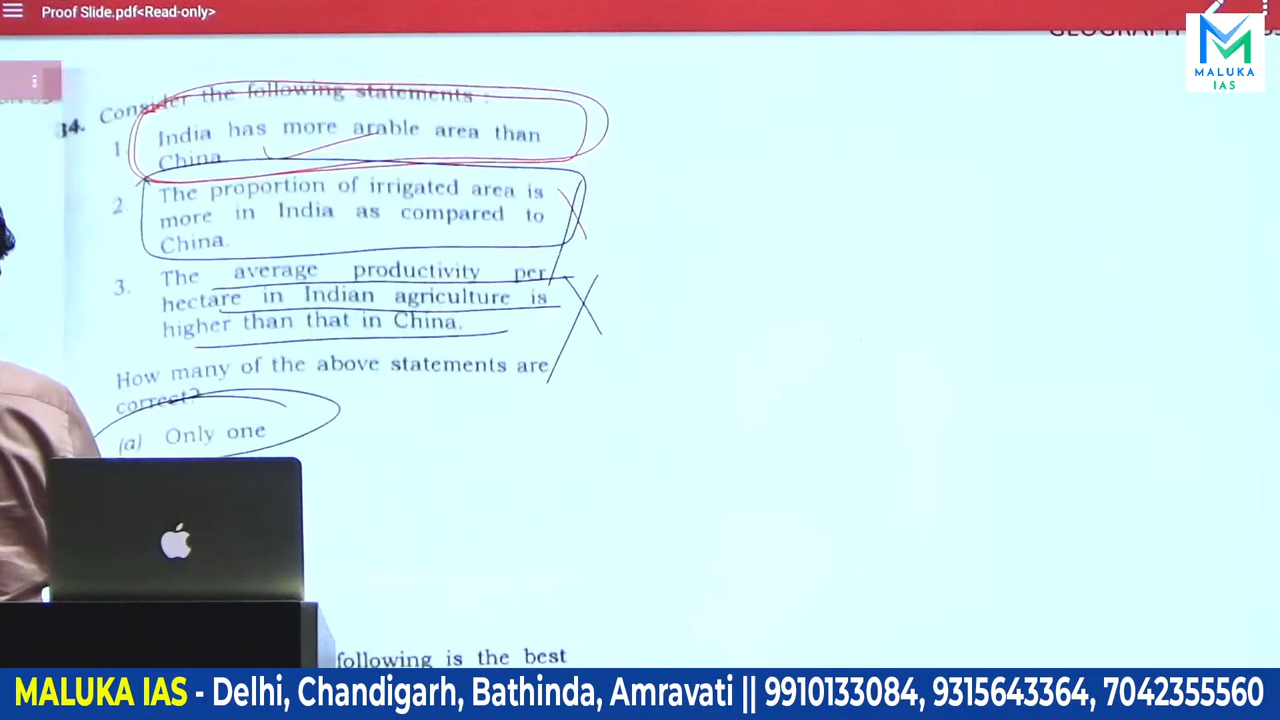 Proof Slide.pdf<Read-only>
MALUKA
IAS
34. Consider the following statements :
1. India has more arable area than
China
2. The proportion of irrigated area is
more in India as compared to
China.
3. The average productivity per
hectare in Indian agriculture is
higher than that in China.
How many of the above statements are
correct?
(a) Only one
following is the best
MALUKA IAS - Delhi, Chandigarh, Bathinda, Amravati || 9910133084, 9315643364, 7042355560